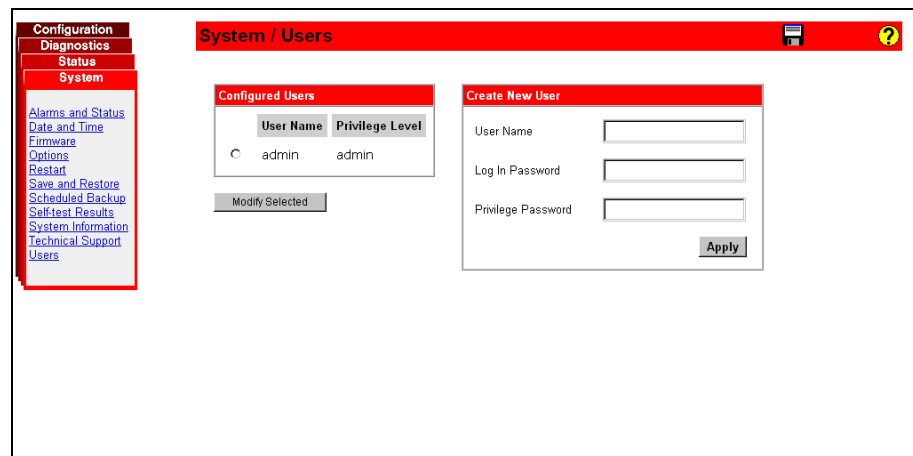 Configuration
Diagnostics
Status
System
Alarms and Status
Date and Time
Firmware
Options
Restart
Save and Restore
Scheduled Backup
Self-test Results
System Information
Technical Support
Users
System / Users
?
Configured Users
User Name Privilege Level
admin admin
Modify Selected
Create New User
User Name
Log In Password
Privilege Password
Apply